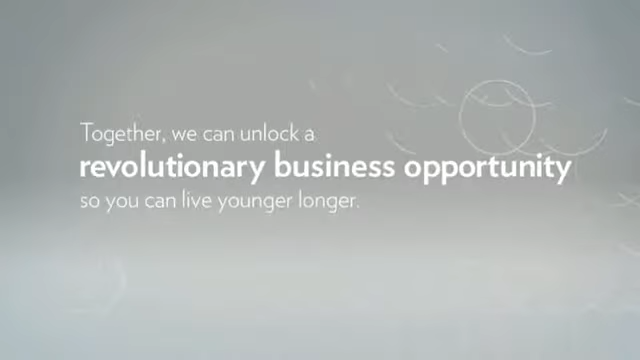 Together, we can unlock a
revolutionary business opportunity
so you can live younger longer.